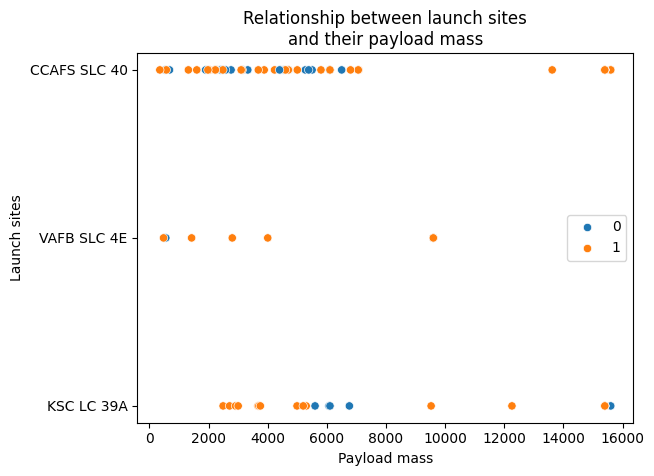 Relationship between launch sites
and their payload mass
CCAFS SLC 40
VAFB SLC 4E
KSC LC 39A
Launch sites
0
1
0 2000 4000 6000 8000 10000 12000 14000 16000
Payload mass